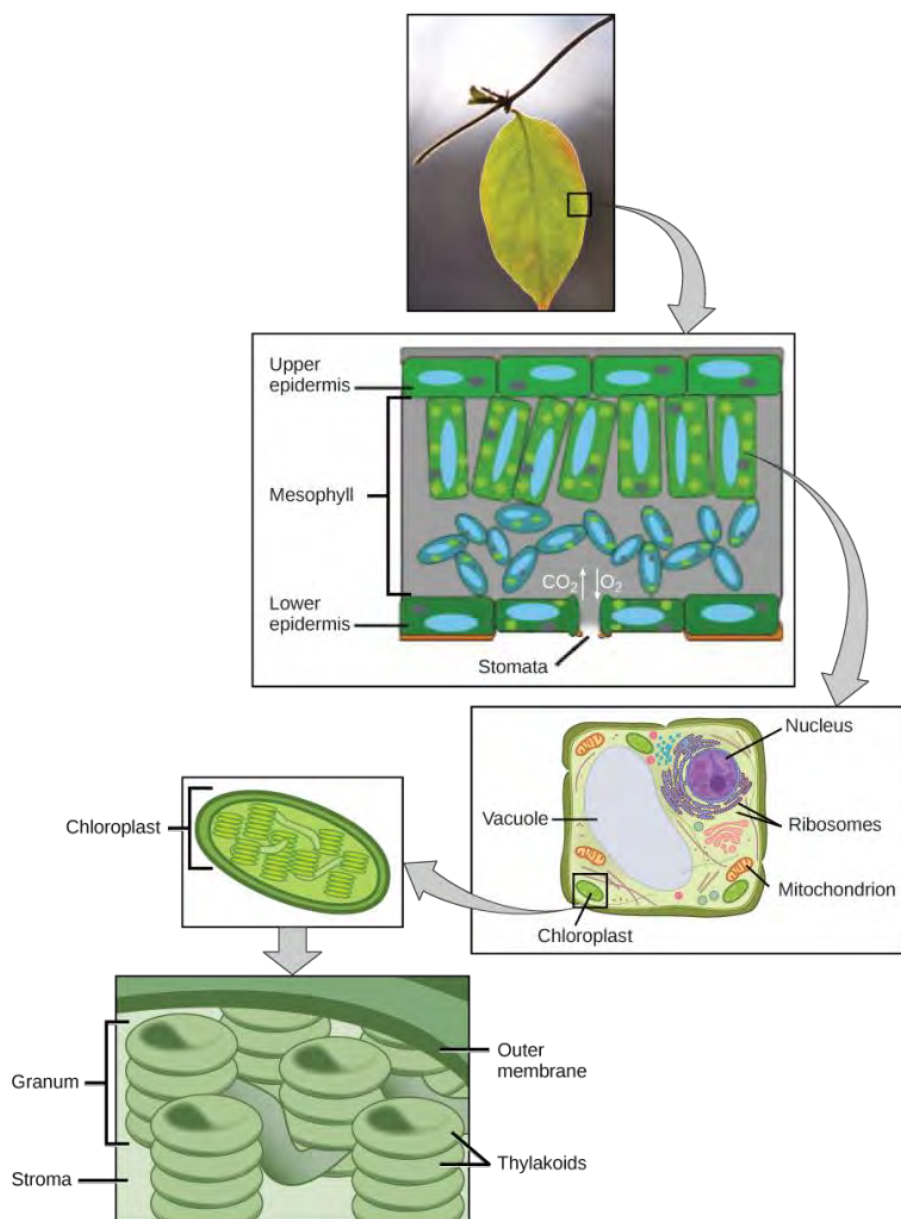 Upper
epidermis
Mesophyll
CO₂ O₂
Lower
epidermis
Stomata
Nucleus
Vacuole
Ribosomes
Mitochondrion
Chloroplast
Chloroplast
Outer
membrane
Granum
Thylakoids
Stroma